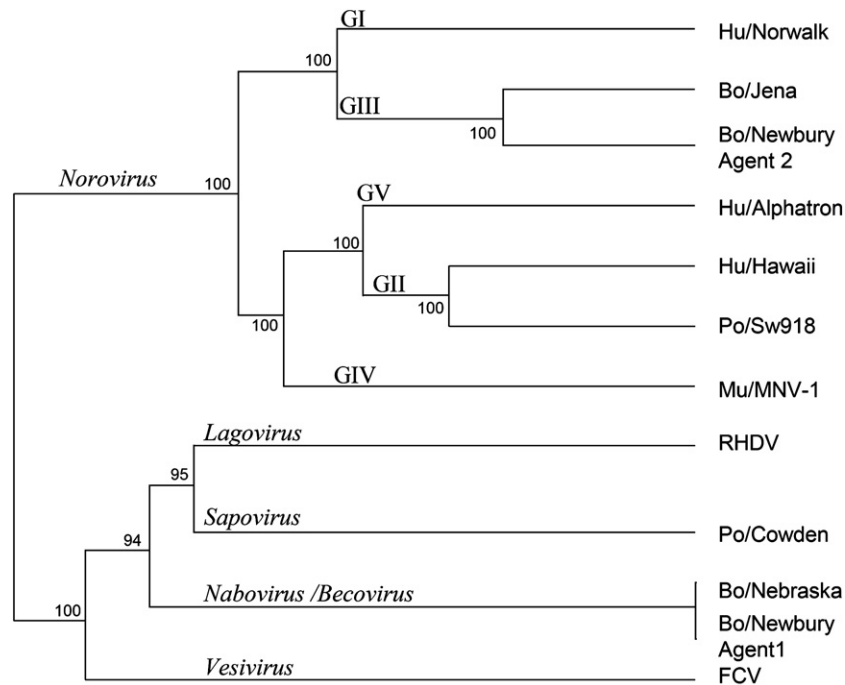 GI
Hu/Norwalk
100
Bo/Jena
GIII
100
Bo/Newbury
Agent 2
Norovirus
100
GV
Hu/Alphatron
100
Hu/Hawaii
GII
100
Po/Sw918
100
GIV
Mu/MNV-1
Lagovirus
RHDV
95
Sapovirus
Po/Cowden
94
Nabovirus /Becovirus
Bo/Nebraska
Bo/Newbury
Agent1
100
Vesivirus
FCV